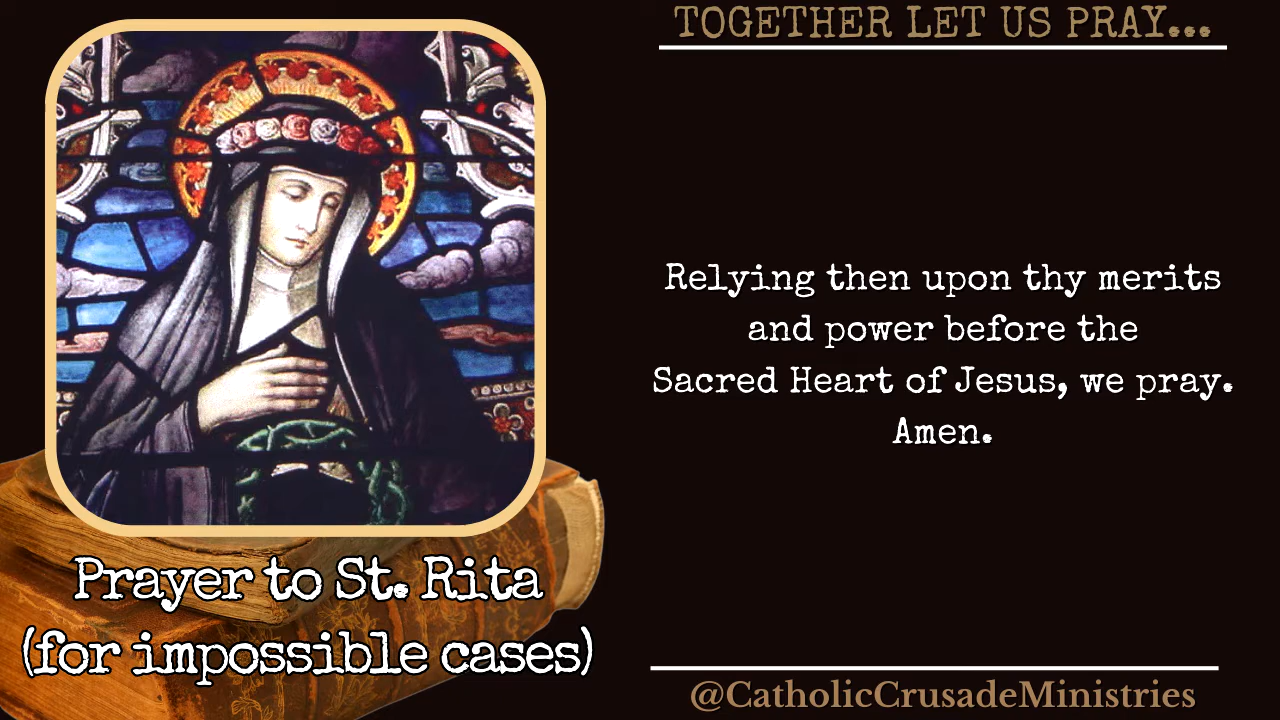 TOGETHER LET US PRAY...
Relying then upon thy merits
and power before the
Sacred Heart of Jesus, we pray.
Amen.
Prayer to St. Rita
(for impossible cases)
@CatholicCrusadeMinistries